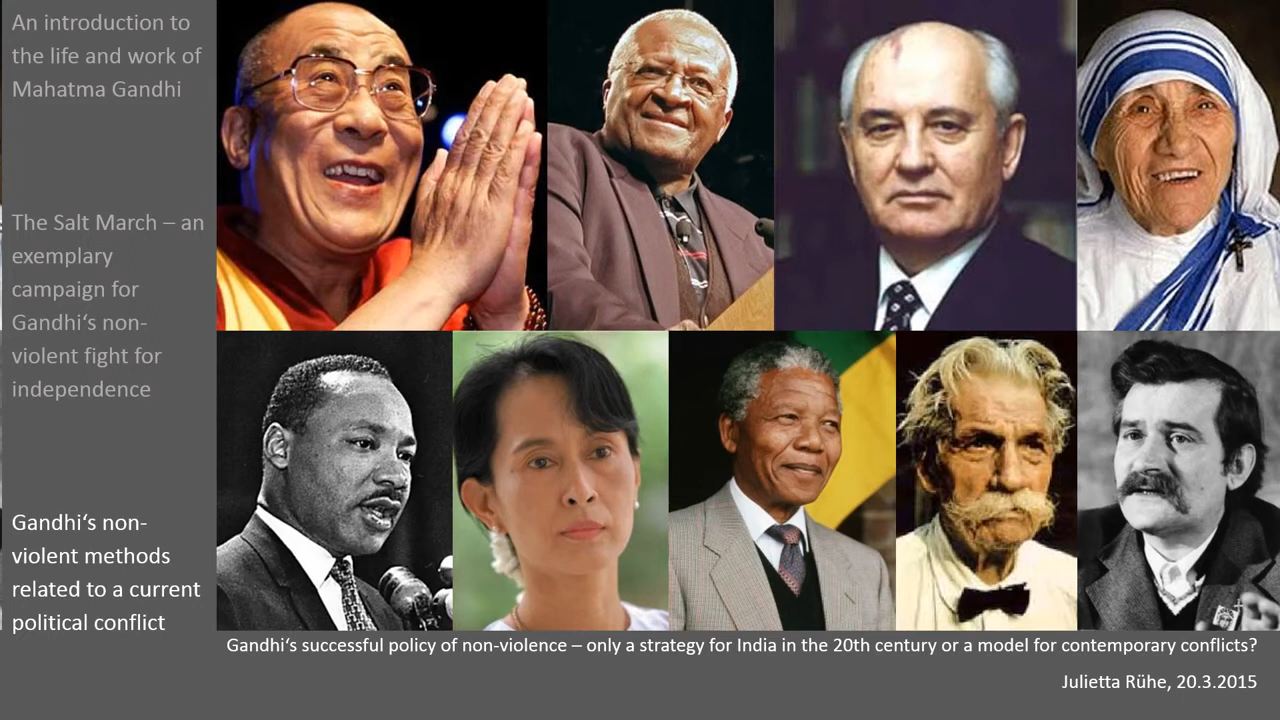 An introduction to
the life and work of
Mahatma Gandhi
The Salt March – an
exemplary
campaign for
Gandhi‘s non-
violent fight for
independence
Gandhi‘s non-
violent methods
related to a current
political conflict
Gandhi‘s successful policy of non-violence – only a strategy for India in the 20th century or a model for contemporary conflicts?
Julietta Rühe, 20.3.2015